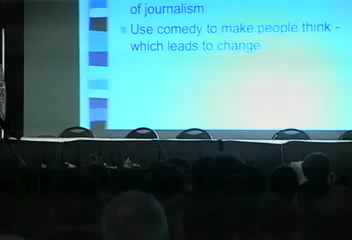 of journalism
Use comedy to make people think -
which leads to change